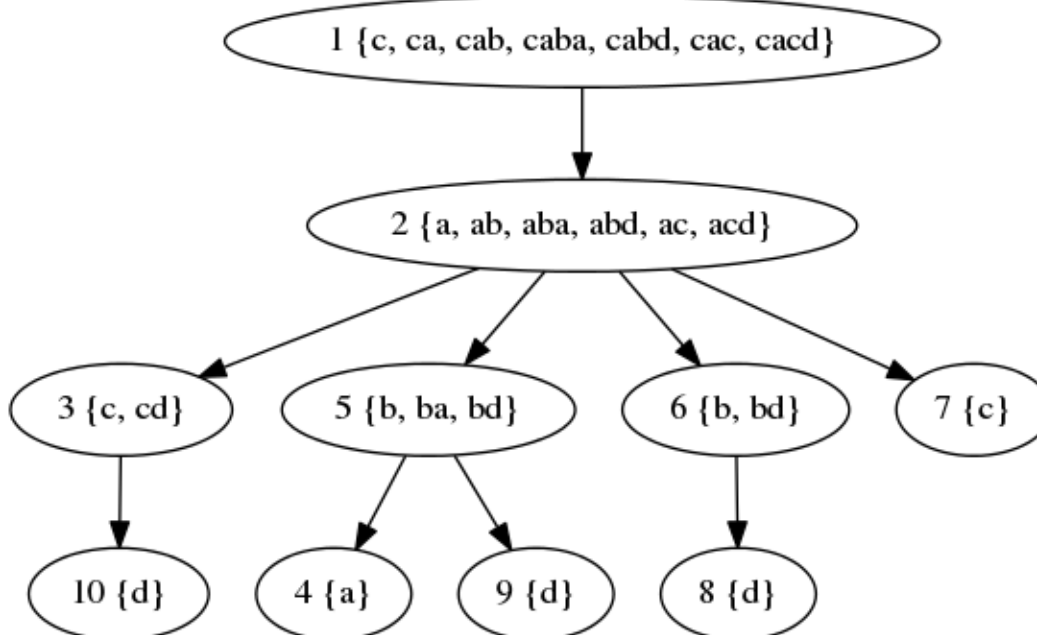 1 {c, ca, cab, caba, cabd, cac, cacd}
2 {a, ab, aba, abd, ac, acd}
3 {c, cd}
5 {b, ba, bd}
6 {b, bd}
7 {c}
10 {d}
4 {a}
9 {d}
8 {d}